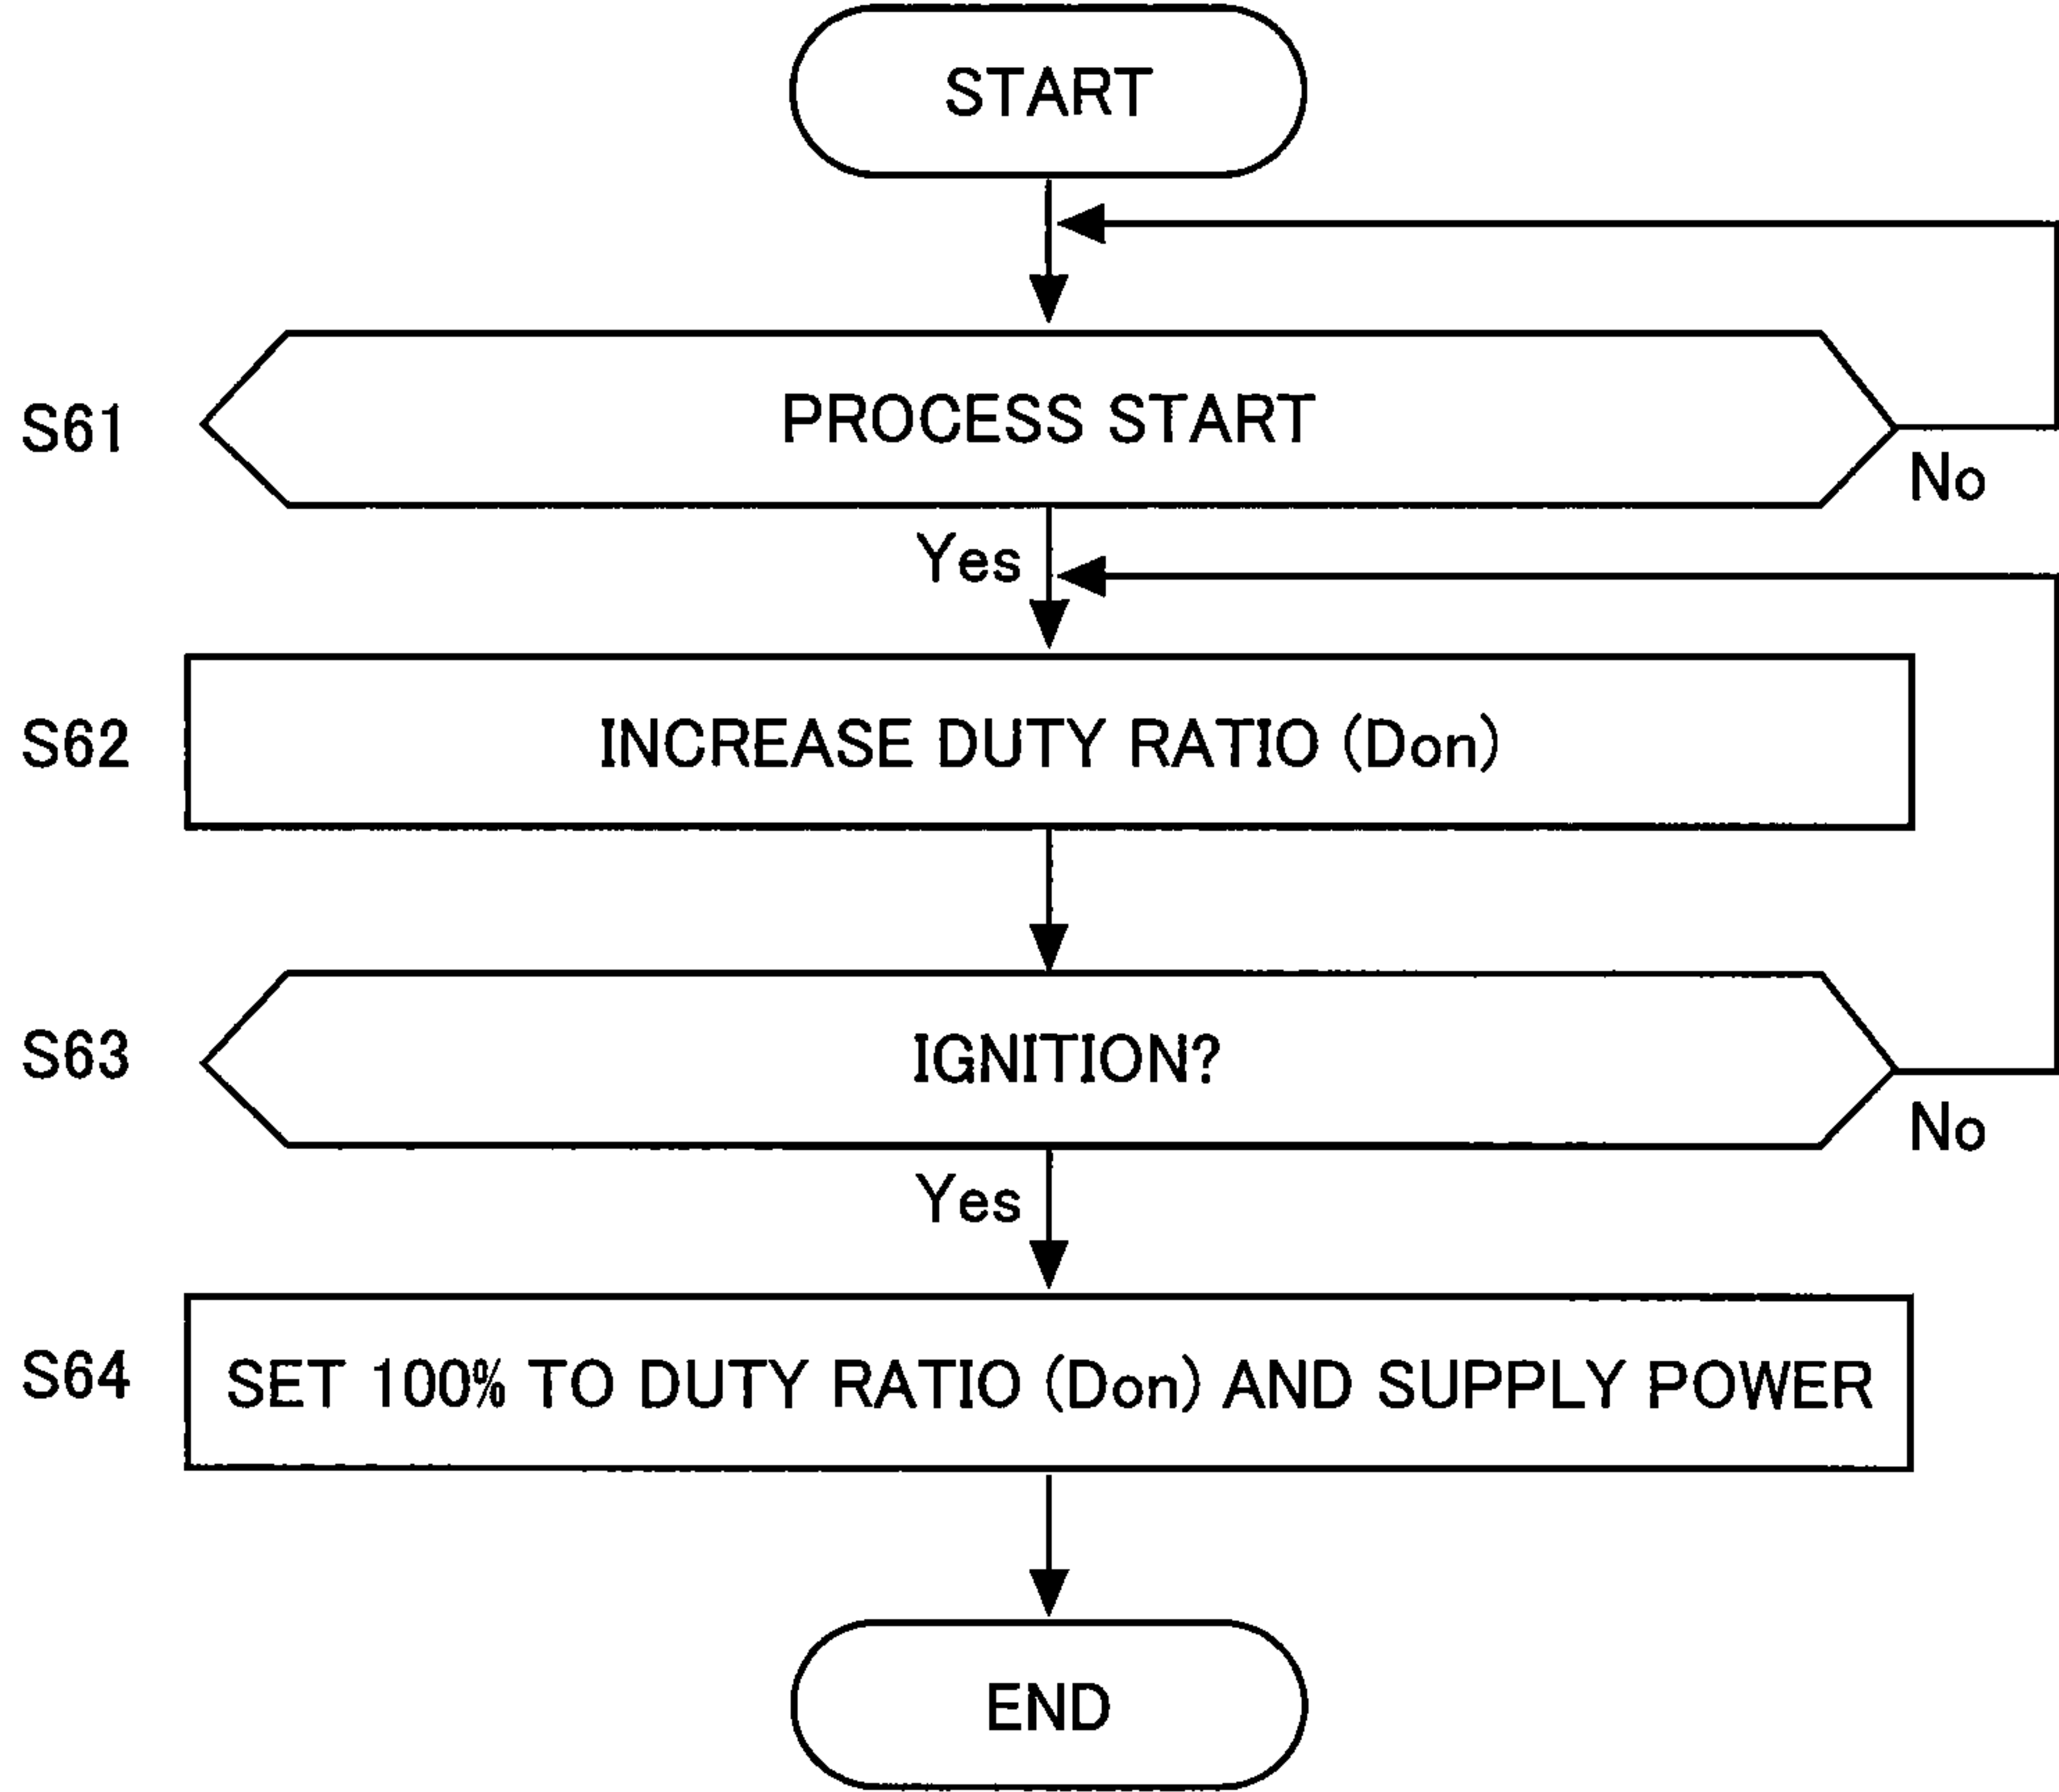 START
S61
PROCESS START
No
Yes
S62
INCREASE DUTY RATIO (Don)
S63
IGNITION?
No
Yes
S64
SET 100% TO DUTY RATIO (Don) AND SUPPLY POWER
END